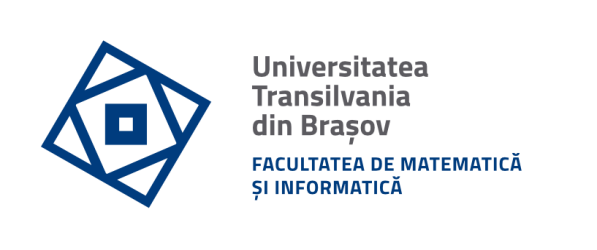 Universitatea
Transilvania
din Brașov
FACULTATEA DE MATEMATICĂ
ȘI INFORMATICĂ